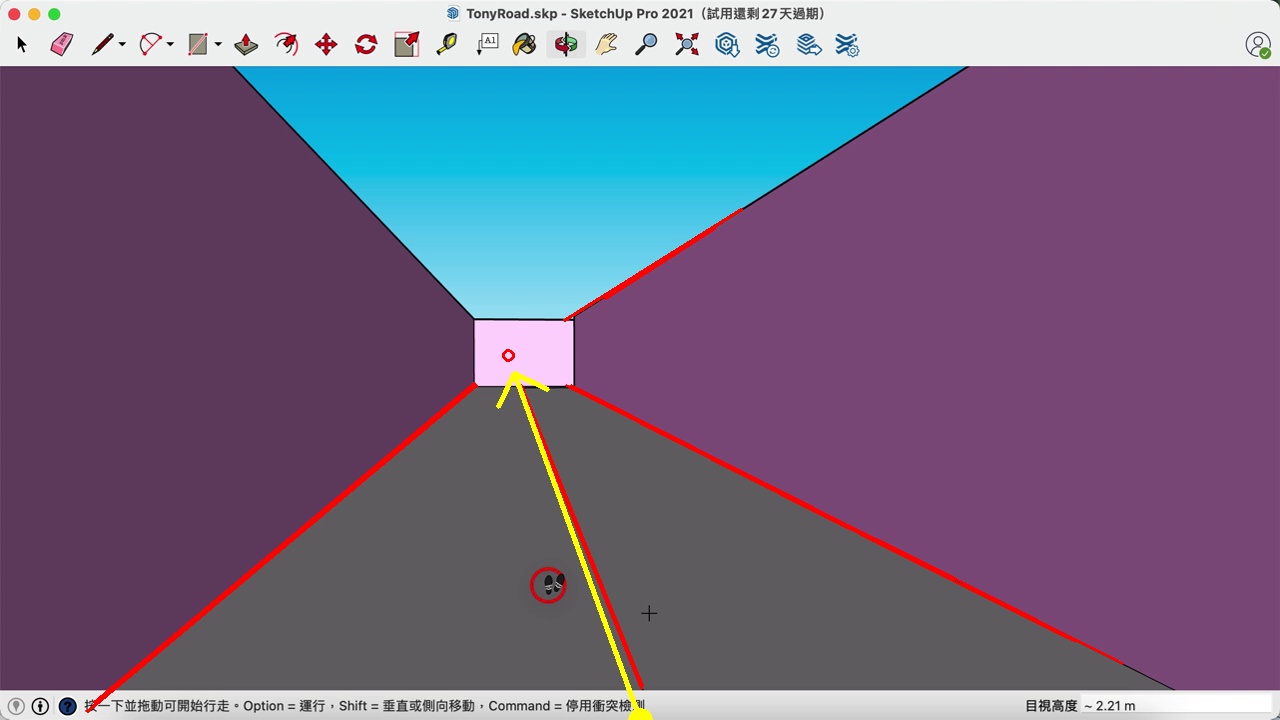 TonyRoad.skp - SketchUp Pro 2021（試用還剩 27 天過期）
A1
一下並拖動可開始行走。Option = 運行，Shift = 垂直或側向移動，Command = 停用衝突檢測
目視高度 ~ 2.21 m